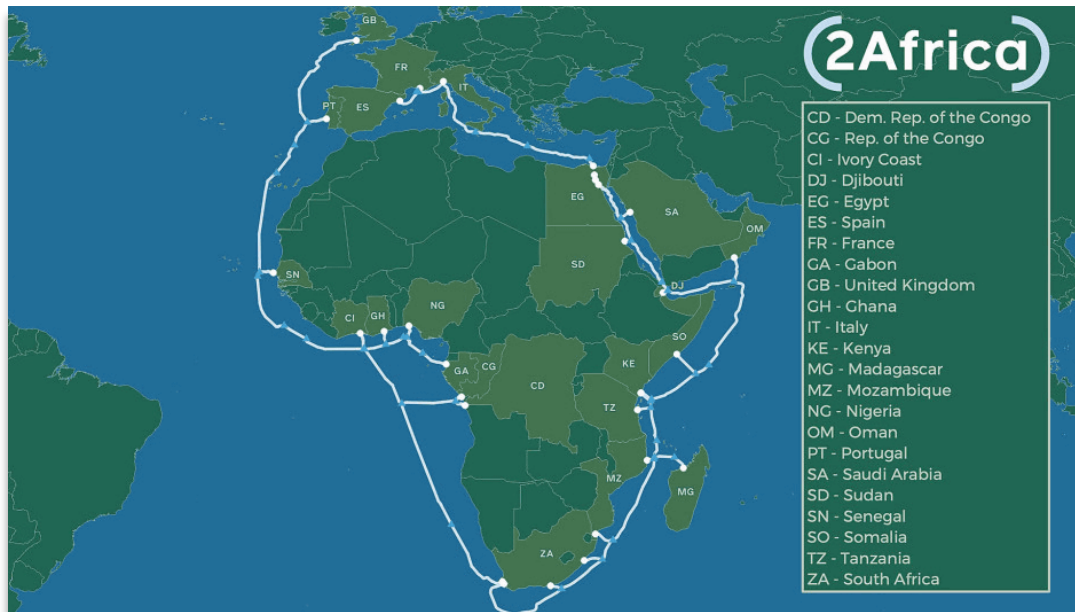 (2Africa)
GB
FR
IT
PT
ES
EG
SA
OM
SN
SD
DJ
NG
CI
GH
SO
GA
CG
KE
CD
TZ
MZ
MG
ZA
CD - Dem. Rep. of the Congo
CG - Rep. of the Congo
CI - Ivory Coast
DJ - Djibouti
EG - Egypt
ES - Spain
FR - France
GA - Gabon
GB - United Kingdom
GH - Ghana
IT - Italy
KE - Kenya
MG - Madagascar
MZ - Mozambique
NG - Nigeria
OM - Oman
PT - Portugal
SA - Saudi Arabia
SD - Sudan
SN - Senegal
SO - Somalia
TZ - Tanzania
ZA - South Africa